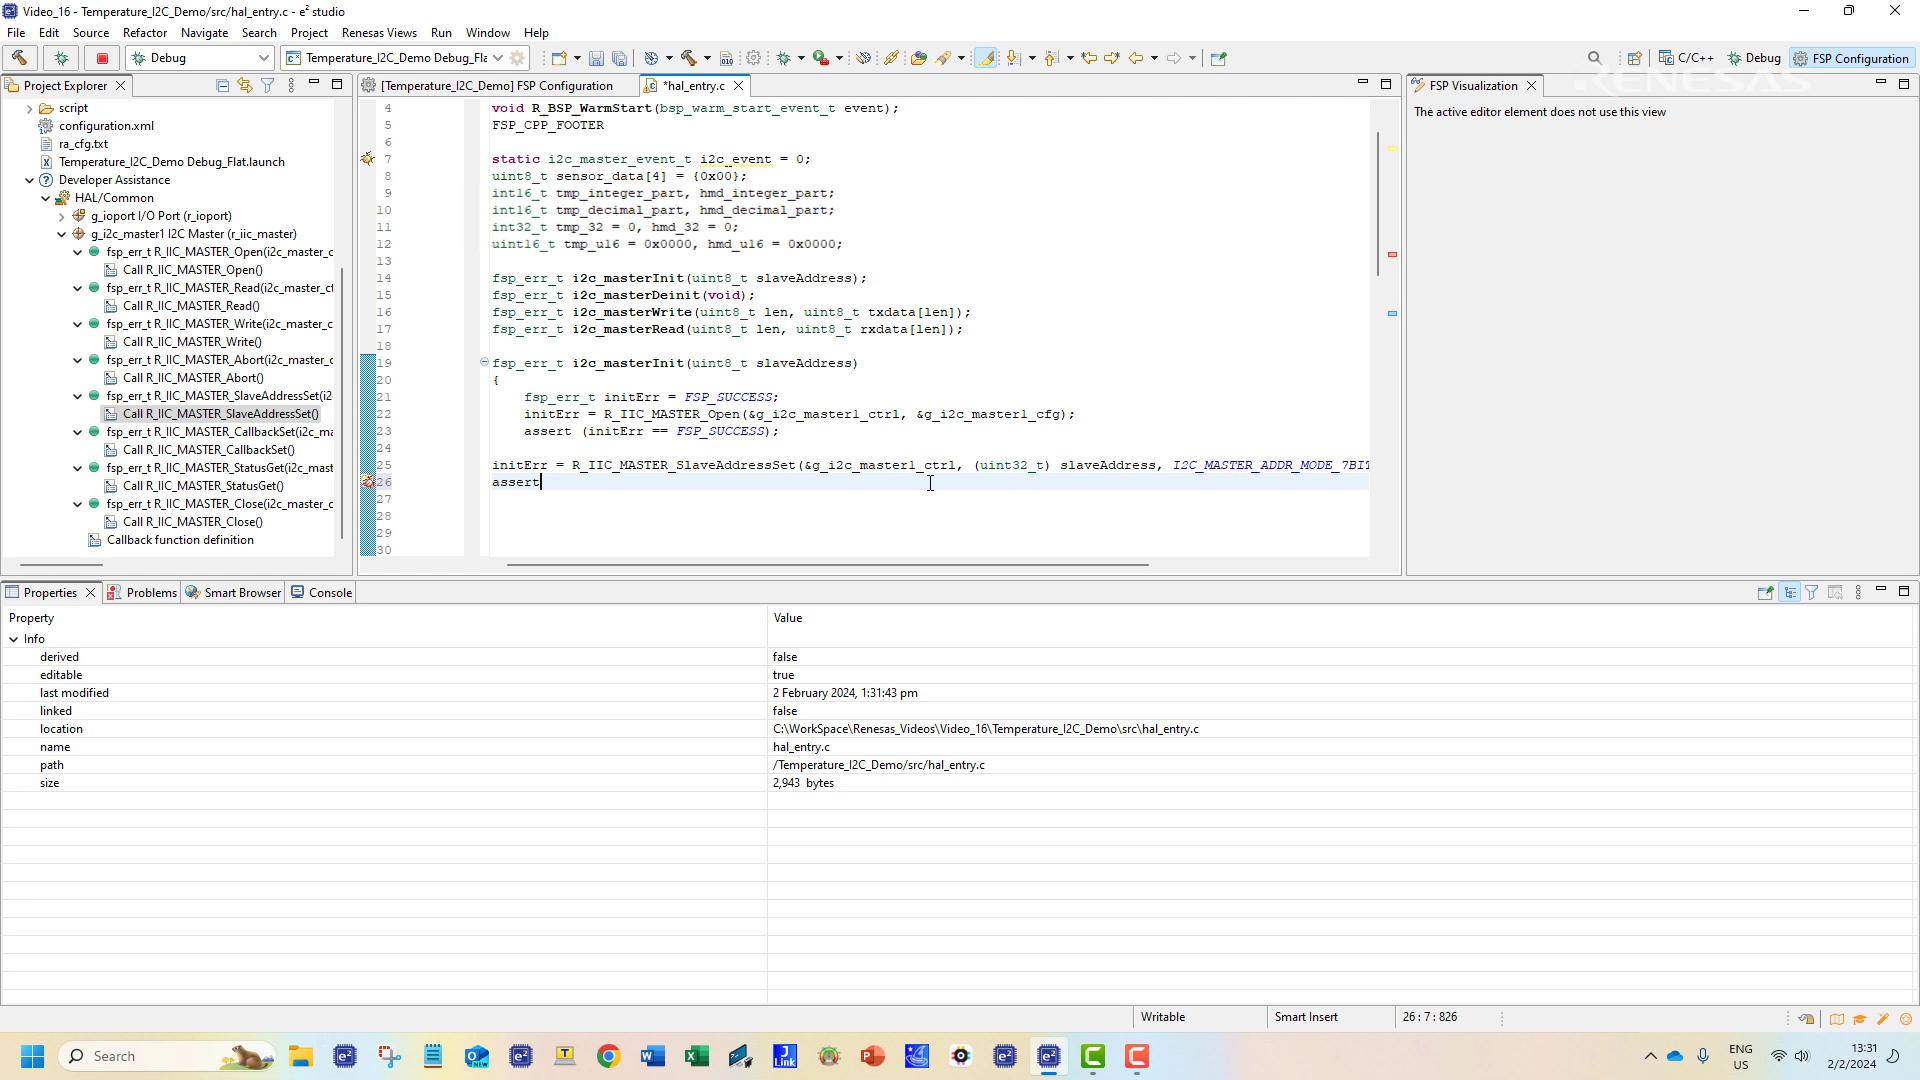 Video_16 - Temperature_I2C_Demo/src/hal_entry.c - e² studio
File Edit Source Refactor Navigate Search Project Renesas Views Run Window Help
Debug
Temperature_I2C_Demo Debug_Fla
C/C++ Debug FSP Configuration
RENESAS
Project Explorer
script
configuration.xml
ra_cfg.txt
Temperature_I2C_Demo Debug_Flat.launch
Developer Assistance
HAL/Common
g_ioport I/O Port (r_ioport)
g_i2c_master1 I2C Master (r_iic_master)
fsp_err_t R_IIC_MASTER_Open(i2c_master_c
Call R_IIC_MASTER_Open()
fsp_err_t R_IIC_MASTER_Read(i2c_master_ct
Call R_IIC_MASTER_Read()
fsp_err_t R_IIC_MASTER_Write(i2c_master_c
Call R_IIC_MASTER_Write()
fsp_err_t R_IIC_MASTER_Abort(i2c_master_c
Call R_IIC_MASTER_Abort()
fsp_err_t R_IIC_MASTER_SlaveAddressSet(i2
Call R_IIC_MASTER_SlaveAddressSet()
fsp_err_t R_IIC_MASTER_CallbackSet(i2c_ma
Call R_IIC_MASTER_CallbackSet()
fsp_err_t R_IIC_MASTER_StatusGet(i2c_mast
Call R_IIC_MASTER_StatusGet()
fsp_err_t R_IIC_MASTER_Close(i2c_master_c
Call R_IIC_MASTER_Close()
Callback function definition
[Temperature_I2C_Demo] FSP Configuration
*hal_entry.c
4 void R_BSP_WarmStart(bsp_warm_start_event_t event);
5 FSP_CPP_FOOTER
6
7 static i2c_master_event_t i2c_event = 0;
8 uint8_t sensor_data[4] = {0x00};
9 int16_t tmp_integer_part, hmd_integer_part;
10 int16_t tmp_decimal_part, hmd_decimal_part;
11 int32_t tmp_32 = 0, hmd_32 = 0;
12 uint16_t tmp_u16 = 0x0000, hmd_u16 = 0x0000;
13
14 fsp_err_t i2c_masterInit(uint8_t slaveAddress);
15 fsp_err_t i2c_masterDeinit(void);
16 fsp_err_t i2c_masterWrite(uint8_t len, uint8_t txdata[len]);
17 fsp_err_t i2c_masterRead(uint8_t len, uint8_t rxdata[len]);
18
19 fsp_err_t i2c_masterInit(uint8_t slaveAddress)
20 {
21 fsp_err_t initErr = FSP_SUCCESS;
22 initErr = R_IIC_MASTER_Open(&g_i2c_master1_ctrl, &g_i2c_master1_cfg);
23 assert (initErr == FSP_SUCCESS);
24
25 initErr = R_IIC_MASTER_SlaveAddressSet(&g_i2c_master1_ctrl, (uint32_t) slaveAddress, I2C_MASTER_ADDR_MODE_7BIT
26 assert
27
28
29
30
FSP Visualization
The active editor element does not use this view
Properties Problems Smart Browser Console
Property Value
Info
derived false
editable true
last modified 2 February 2024, 1:31:43 pm
linked false
location C:\WorkSpace\Renesas_Videos\Video_16\Temperature_I2C_Demo\src\hal_entry.c
name hal_entry.c
path /Temperature_I2C_Demo/src/hal_entry.c
size 2,943 bytes
Writable Smart Insert 26 : 7 : 826
Search
ENG
US
13:31
2/2/2024